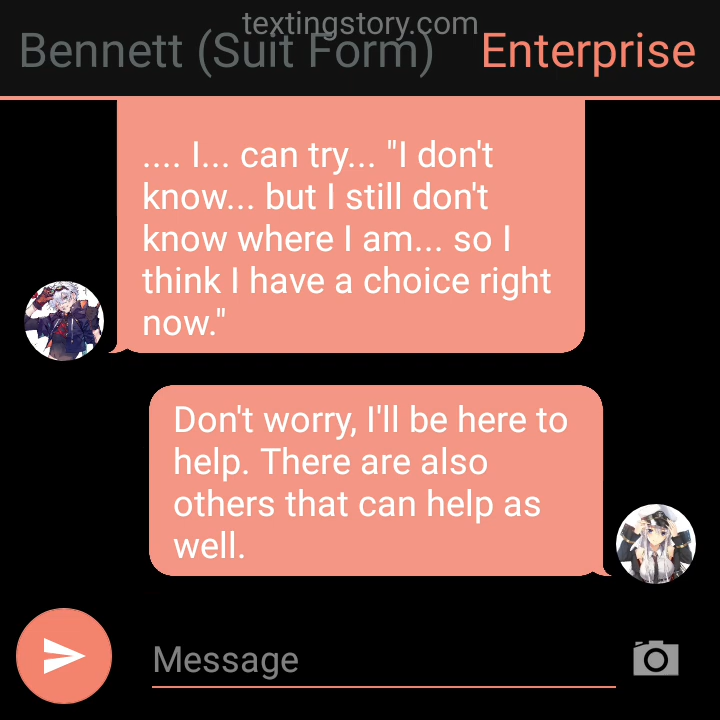 textingstory.com
Bennett (Suit Form) Enterprise
.... I... can try... "I don't
know... but I still don't
know where I am... so I
think I have a choice right
now."
Don't worry, I'll be here to
help. There are also
others that can help as
well.
Message